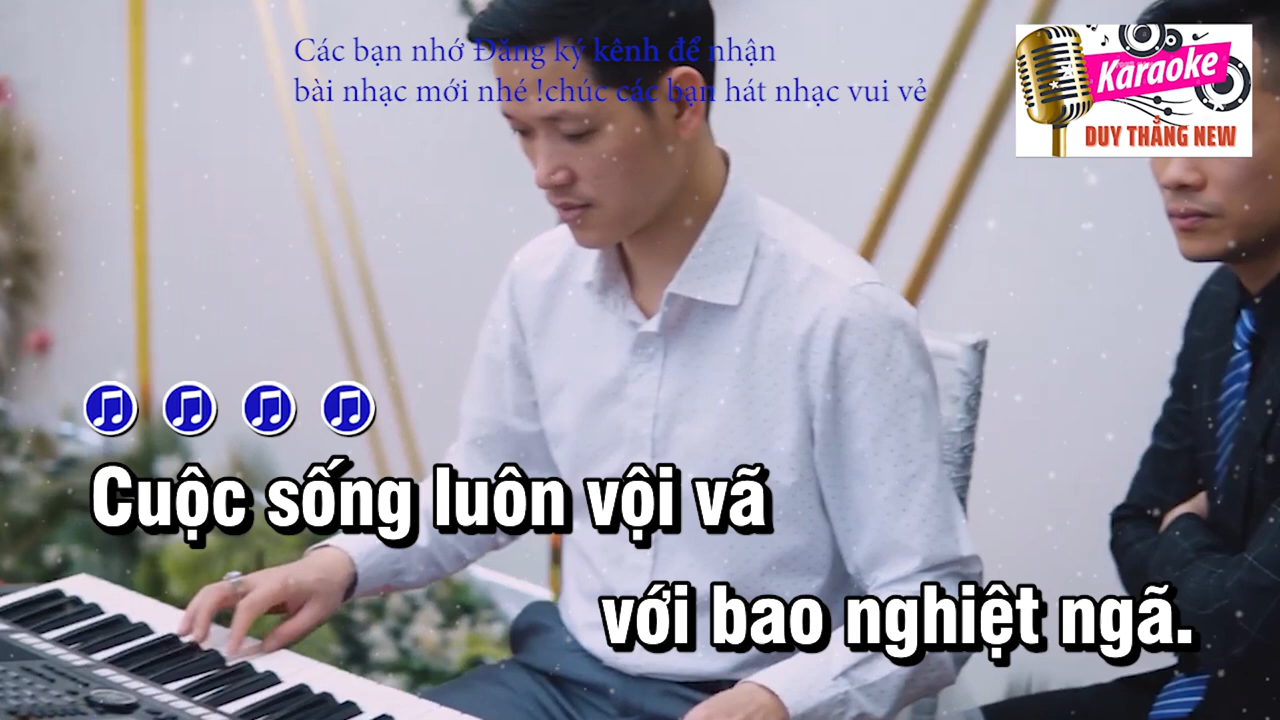 Các bạn nhớ Đăng ký kênh để nhận
bài nhạc mới nhé !chúc các bạn hát nhạc vui vẻ
Karaoke
DUY THẮNG NEW
Cuộc sống luôn vội vã
với bao nghiệt ngã.